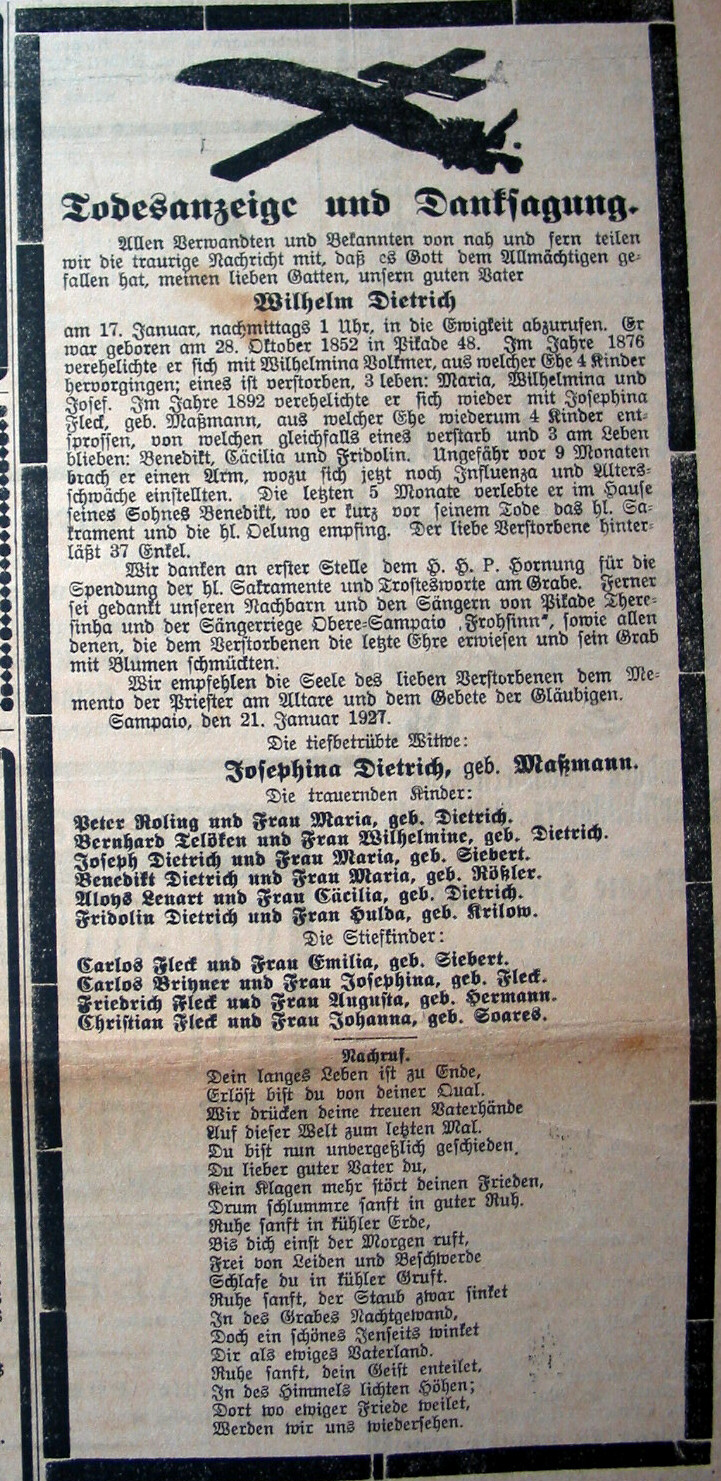 Todesanzeige und Danksagung.
Allen Verwandten und Bekannten von nah und fern teilen
wir die traurige Nachricht mit, daß es Gott dem Allmächtigen ge-
fallen hat, meinen lieben Gatten, unsern guten Vater
Wilhelm Dietrich
am 17. Januar, nachmittags 1 Uhr, in die Ewigkeit abzurufen. Er
war geboren am 28. Oktober 1852 in Pikade 48. Im Jahre 1876
verehelichte er sich mit Wilhelmina Volkmer, aus welcher Ehe 4 Kinder
hervorgingen; eines ist verstorben, 3 leben: Maria, Wilhelmina und
Josef. Im Jahre 1892 verehelichte er sich wieder mit Josephina
Fleck, geb. Maßmann, aus welcher Ehe wiederum 4 Kinder ent-
sprossen, von welchen gleichfalls eines verstarb und 3 am Leben
blieben: Benedikt, Cäcilia und Fridolin. Ungefähr vor 9 Monaten
brach er einen Arm, wozu sich jetzt noch Influenza und Alters-
schwäche einstellten. Die letzten 5 Monate verlebte er im Hause
seines Sohnes Benedikt, wo er kurz vor seinem Tode das hl. Sa-
krament und die hl. Oelung empfing. Der liebe Verstorbene hinter-
läßt 37 Enkel.
Wir danken an erster Stelle dem H. H. P. Hornung für die
Spendung der hl. Sakramente und Trostesworte am Grabe. Ferner
sei gedankt unseren Nachbarn und den Sängern von Pikade There-
sinha und der Sängerriege Obere-Sampaio „Frohsinn“, sowie allen
denen, die dem Verstorbenen die letzte Ehre erwiesen und sein Grab
mit Blumen schmückten.
Wir empfehlen die Seele des lieben Verstorbenen dem Me-
mento der Priester am Altare und dem Gebete der Gläubigen.
Sampaio, den 21. Januar 1927.
Die tiefbetrübte Witwe:
Josephina Dietrich, geb. Maßmann.
Die trauernden Kinder:
Peter Roling und Frau Maria, geb. Dietrich.
Bernhard Telöken und Frau Wilhelmine, geb. Dietrich.
Joseph Dietrich und Frau Maria, geb. Siebert.
Benedikt Dietrich und Frau Maria, geb. Rößler.
Aloys Lenart und Frau Cäcilia, geb. Dietrich.
Fridolin Dietrich und Frau Hulda, geb. Krilow.
Die Stiefkinder:
Carlos Fleck und Frau Emilia, geb. Siebert.
Carlos Brixner und Frau Josephina, geb. Fleck.
Friedrich Fleck und Frau Augusta, geb. Hermann.
Christian Fleck und Frau Johanna, geb. Soares.
Nachruf.
Dein langes Leben ist zu Ende,
Erlöst bist du von deiner Qual.
Wir drücken deine treuen Vaterhände
Auf dieser Welt zum letzten Mal.
Du bist nun unvergeßlich geschieden,
Du lieber guter Vater du,
Kein Klagen mehr stört deinen Frieden,
Drum schlummre sanft in guter Ruh.
Ruhe sanft in kühler Erde,
Bis dich einst der Morgen ruft,
Frei von Leiden und Beschwerde
Schlafe du in kühler Gruft.
Ruhe sanft, der Staub zwar sinket
In des Grabes Nachtgewand,
Doch ein schönes Jenseits winket
Dir als ewiges Vaterland.
Ruhe sanft, dein Geist enteilet,
In des Himmels lichten Höhen;
Dort wo ewiger Friede weilet,
Werden wir uns wiedersehen.